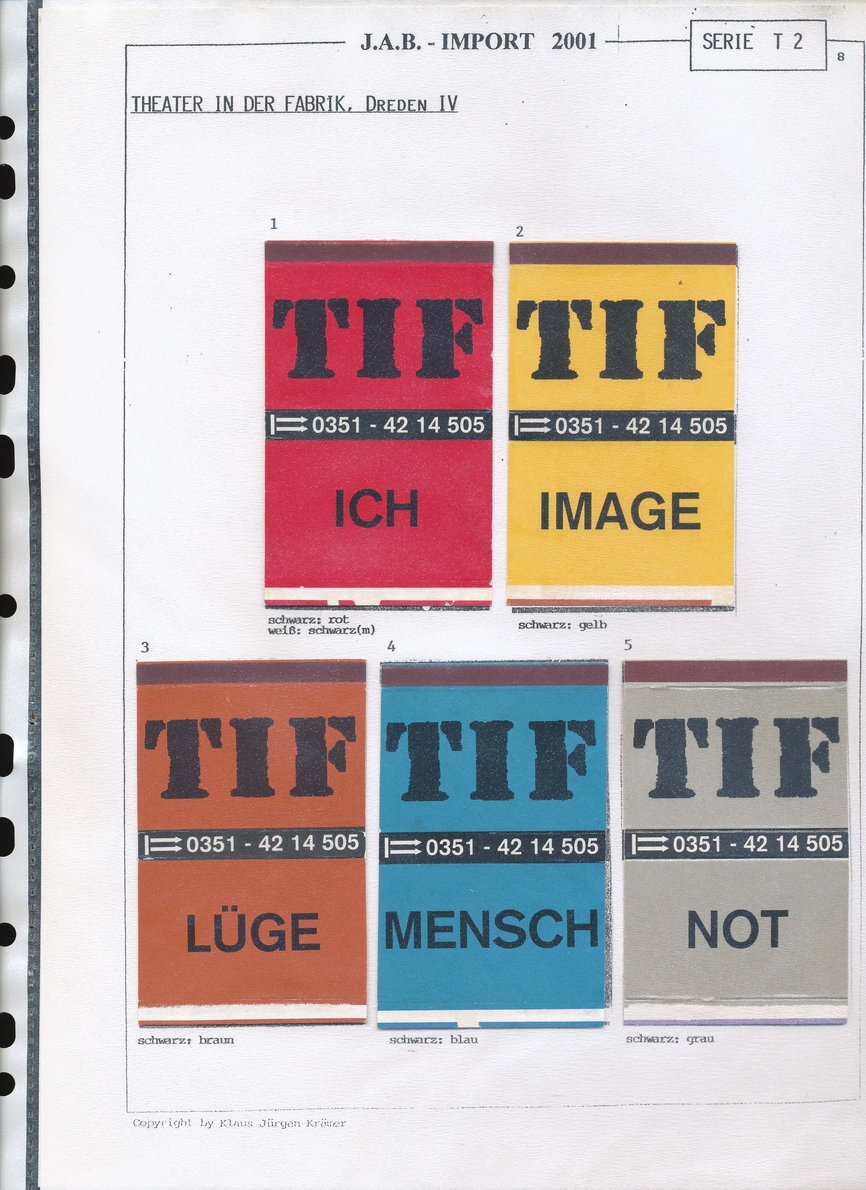 J.A.B. - IMPORT 2001
SERIE T 2
8
THEATER IN DER FABRIK, DREDEN IV
1
TIF
0351 - 42 14 505
ICH
schwarz: rot
weiß: schwarz(m)
2
TIF
0351 - 42 14 505
IMAGE
schwarz: gelb
3
TIF
0351 - 42 14 505
LÜGE
schwarz: braun
4
TIF
0351 - 42 14 505
MENSCH
schwarz: blau
5
TIF
0351 - 42 14 505
NOT
schwarz: grau
Copyright by Klaus Jürgen Krämer